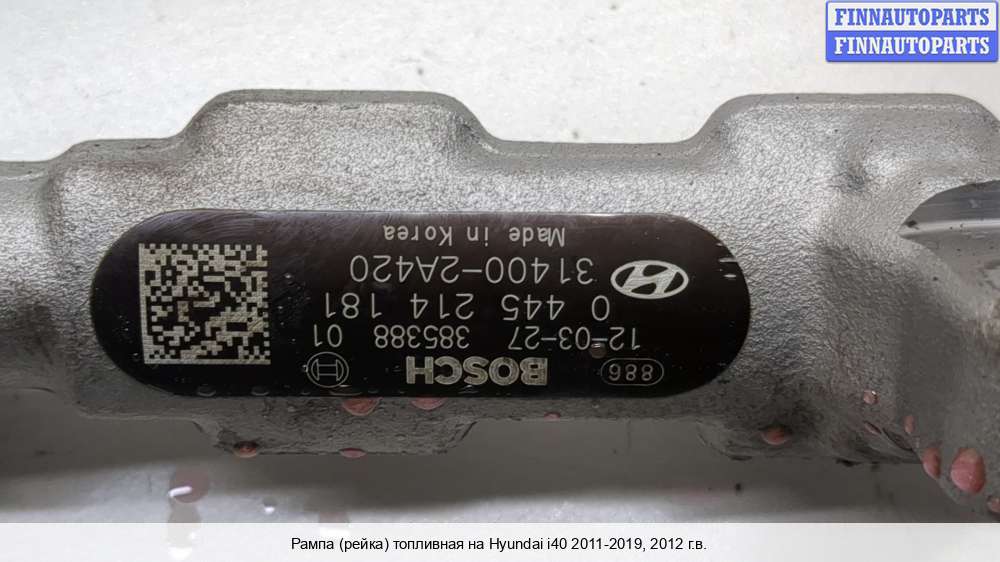 FINNAUTOPARTS
FINNAUTOPARTS
886 BOSCH
12-03-27 385388 01
0 445 214 181
31400-2A420
Made in Korea
Рампа (рейка) топливная на Hyundai i40 2011-2019, 2012 г.в.